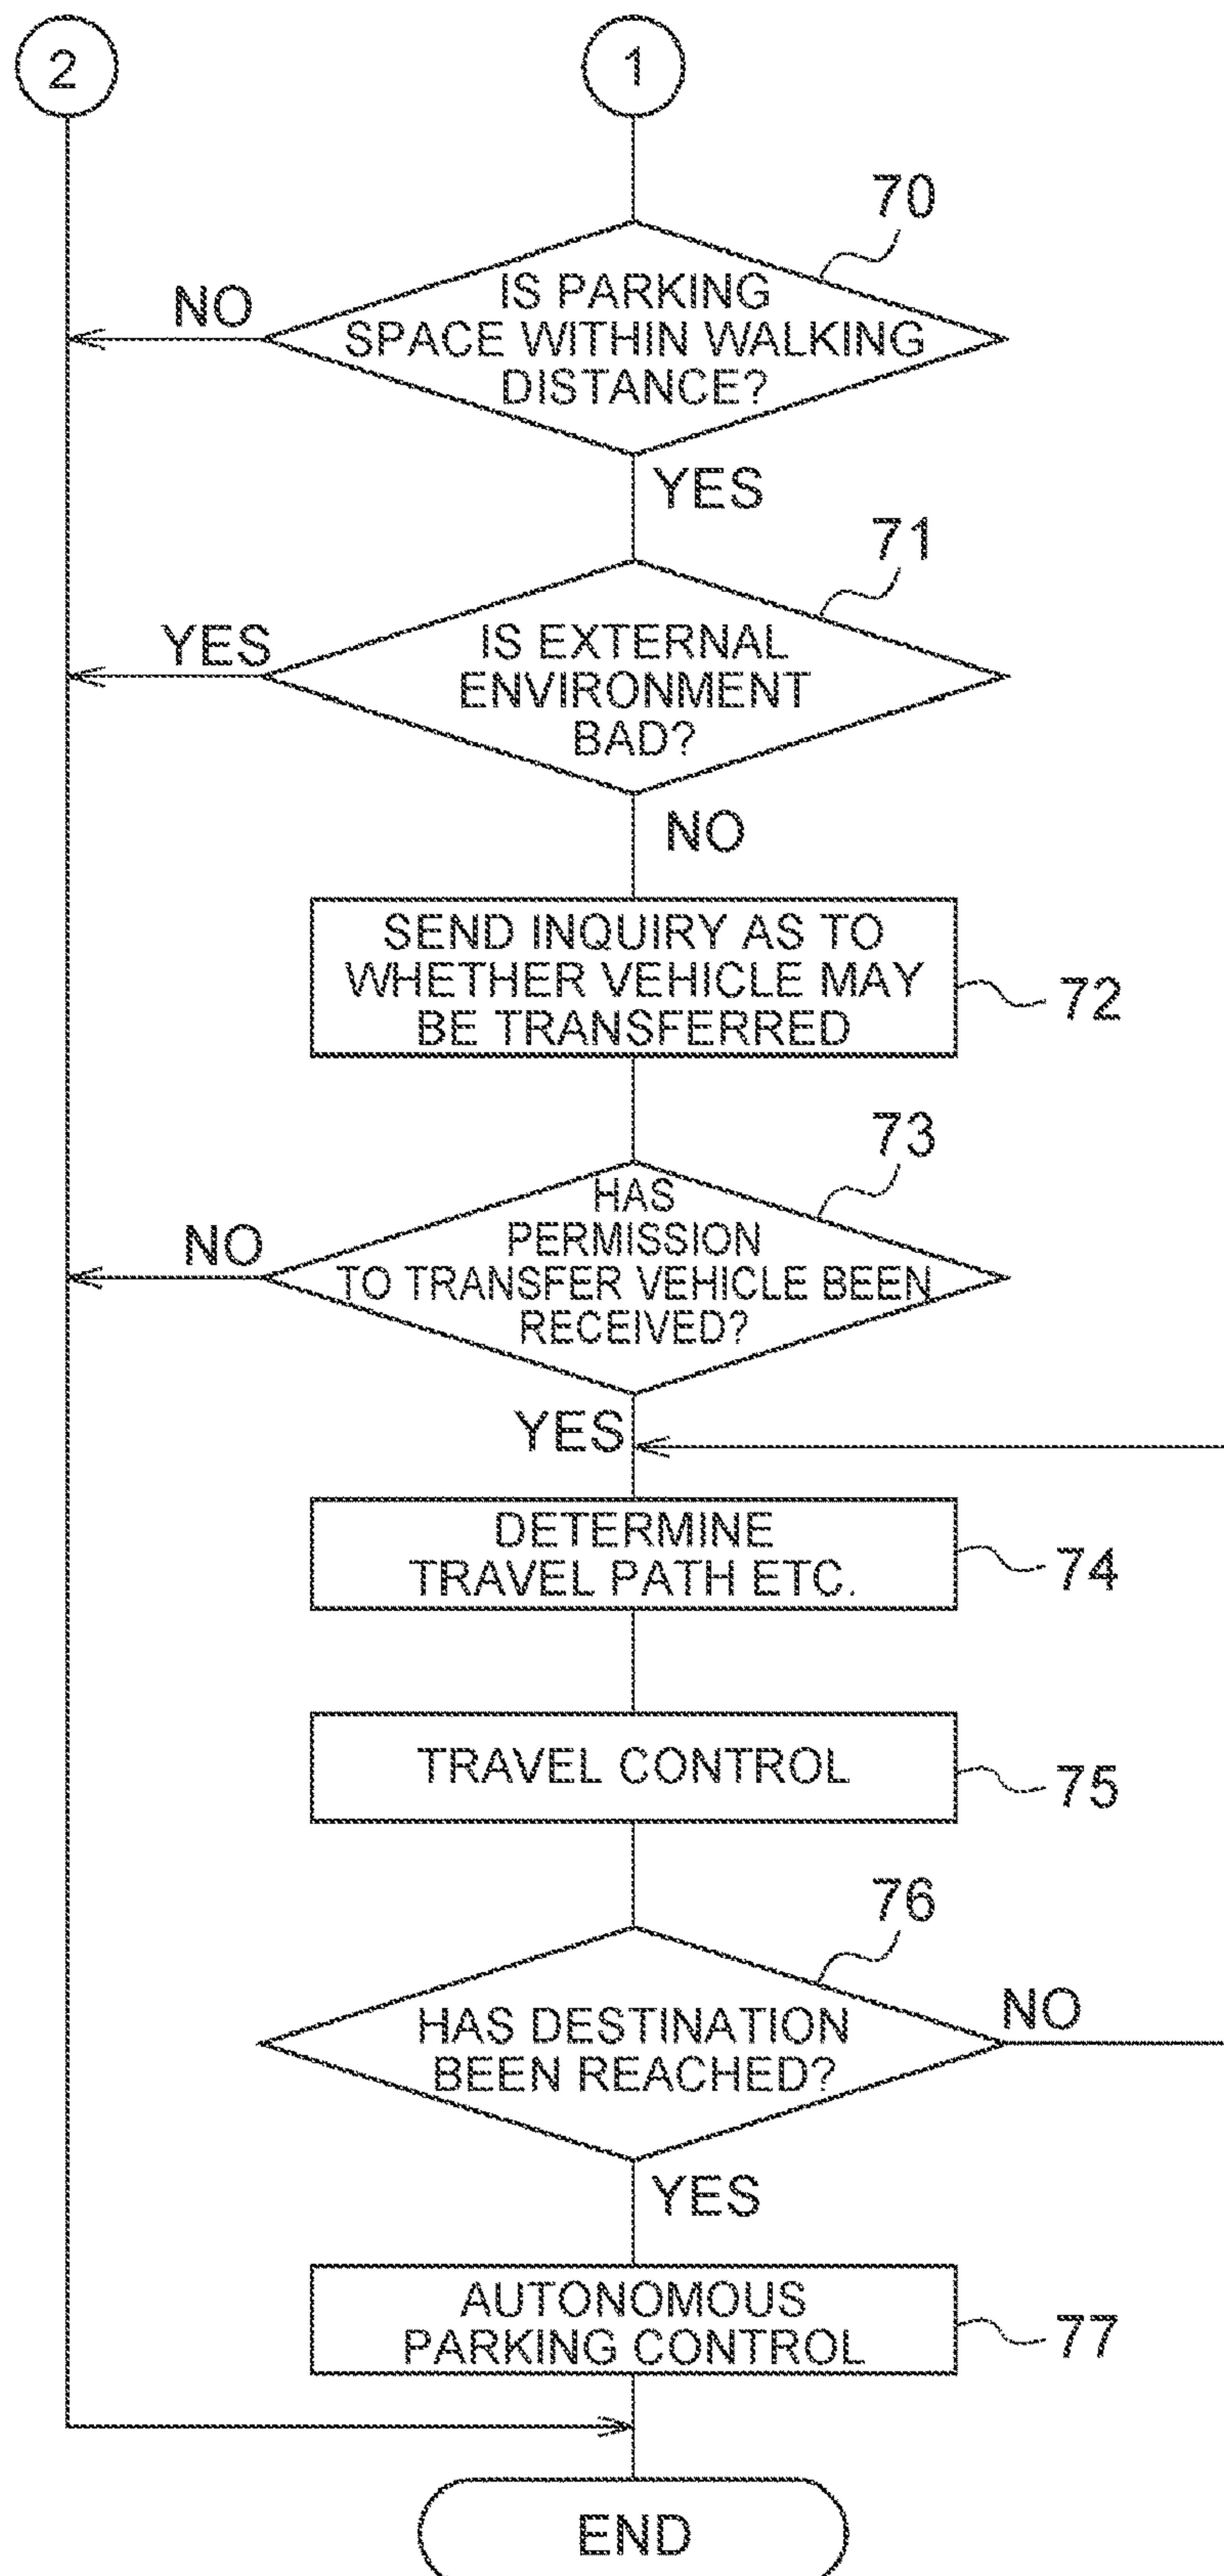 2
1
70
IS PARKING
SPACE WITHIN WALKING
DISTANCE?
NO
YES
71
IS EXTERNAL
ENVIRONMENT
BAD?
YES
NO
SEND INQUIRY AS TO
WHETHER VEHICLE MAY
BE TRANSFERRED
72
73
HAS
PERMISSION
TO TRANSFER VEHICLE BEEN
RECEIVED?
NO
YES
DETERMINE
TRAVEL PATH ETC.
74
TRAVEL CONTROL
75
76
HAS DESTINATION
BEEN REACHED?
NO
YES
AUTONOMOUS
PARKING CONTROL
77
END